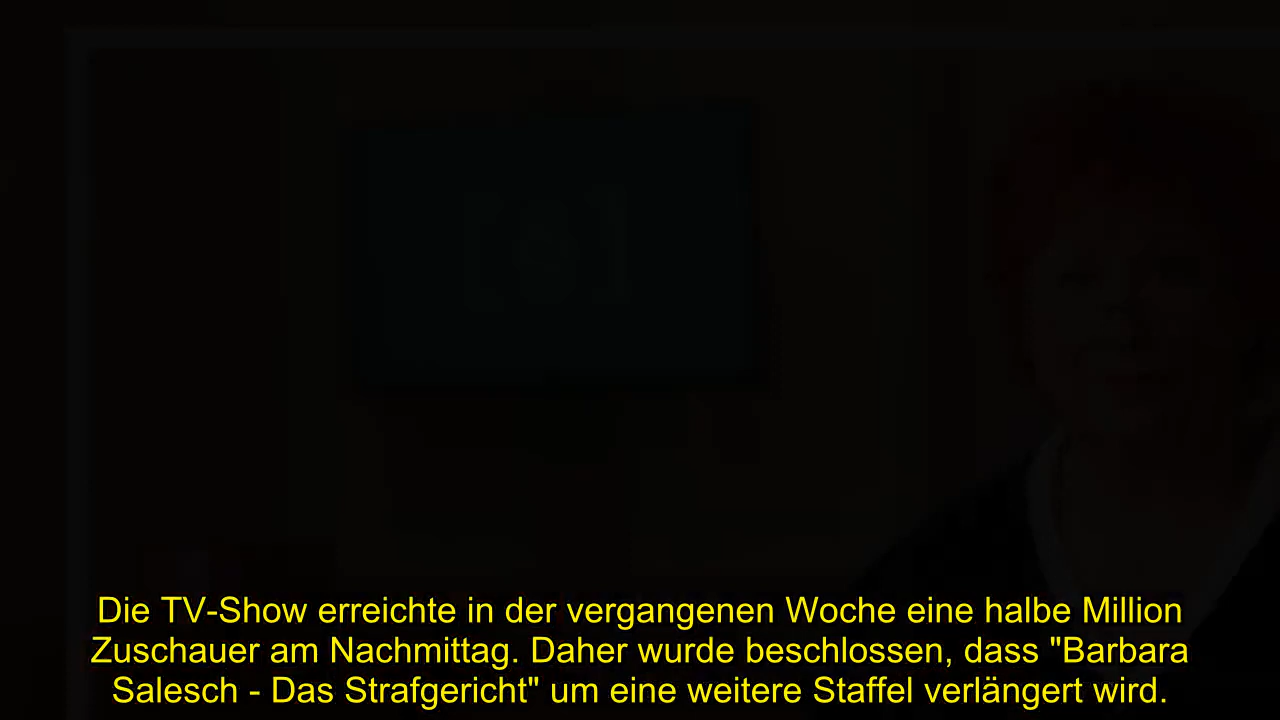 [§]
Die TV-Show erreichte in der vergangenen Woche eine halbe Million
Zuschauer am Nachmittag. Daher wurde beschlossen, dass "Barbara
Salesch - Das Strafgericht" um eine weitere Staffel verlängert wird.